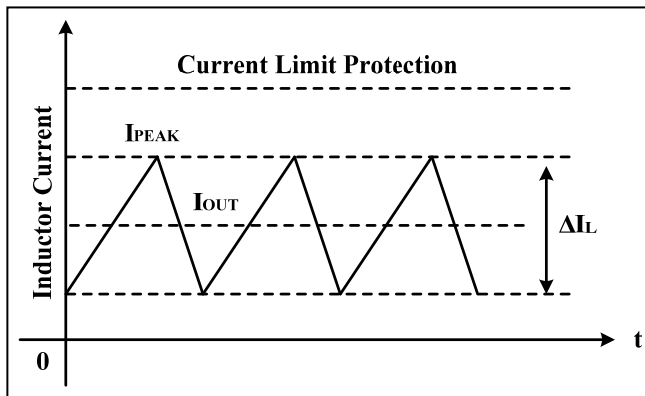 Current Limit Protection
IPEAK
IOUT
ΔIL
Inductor Current
t
0